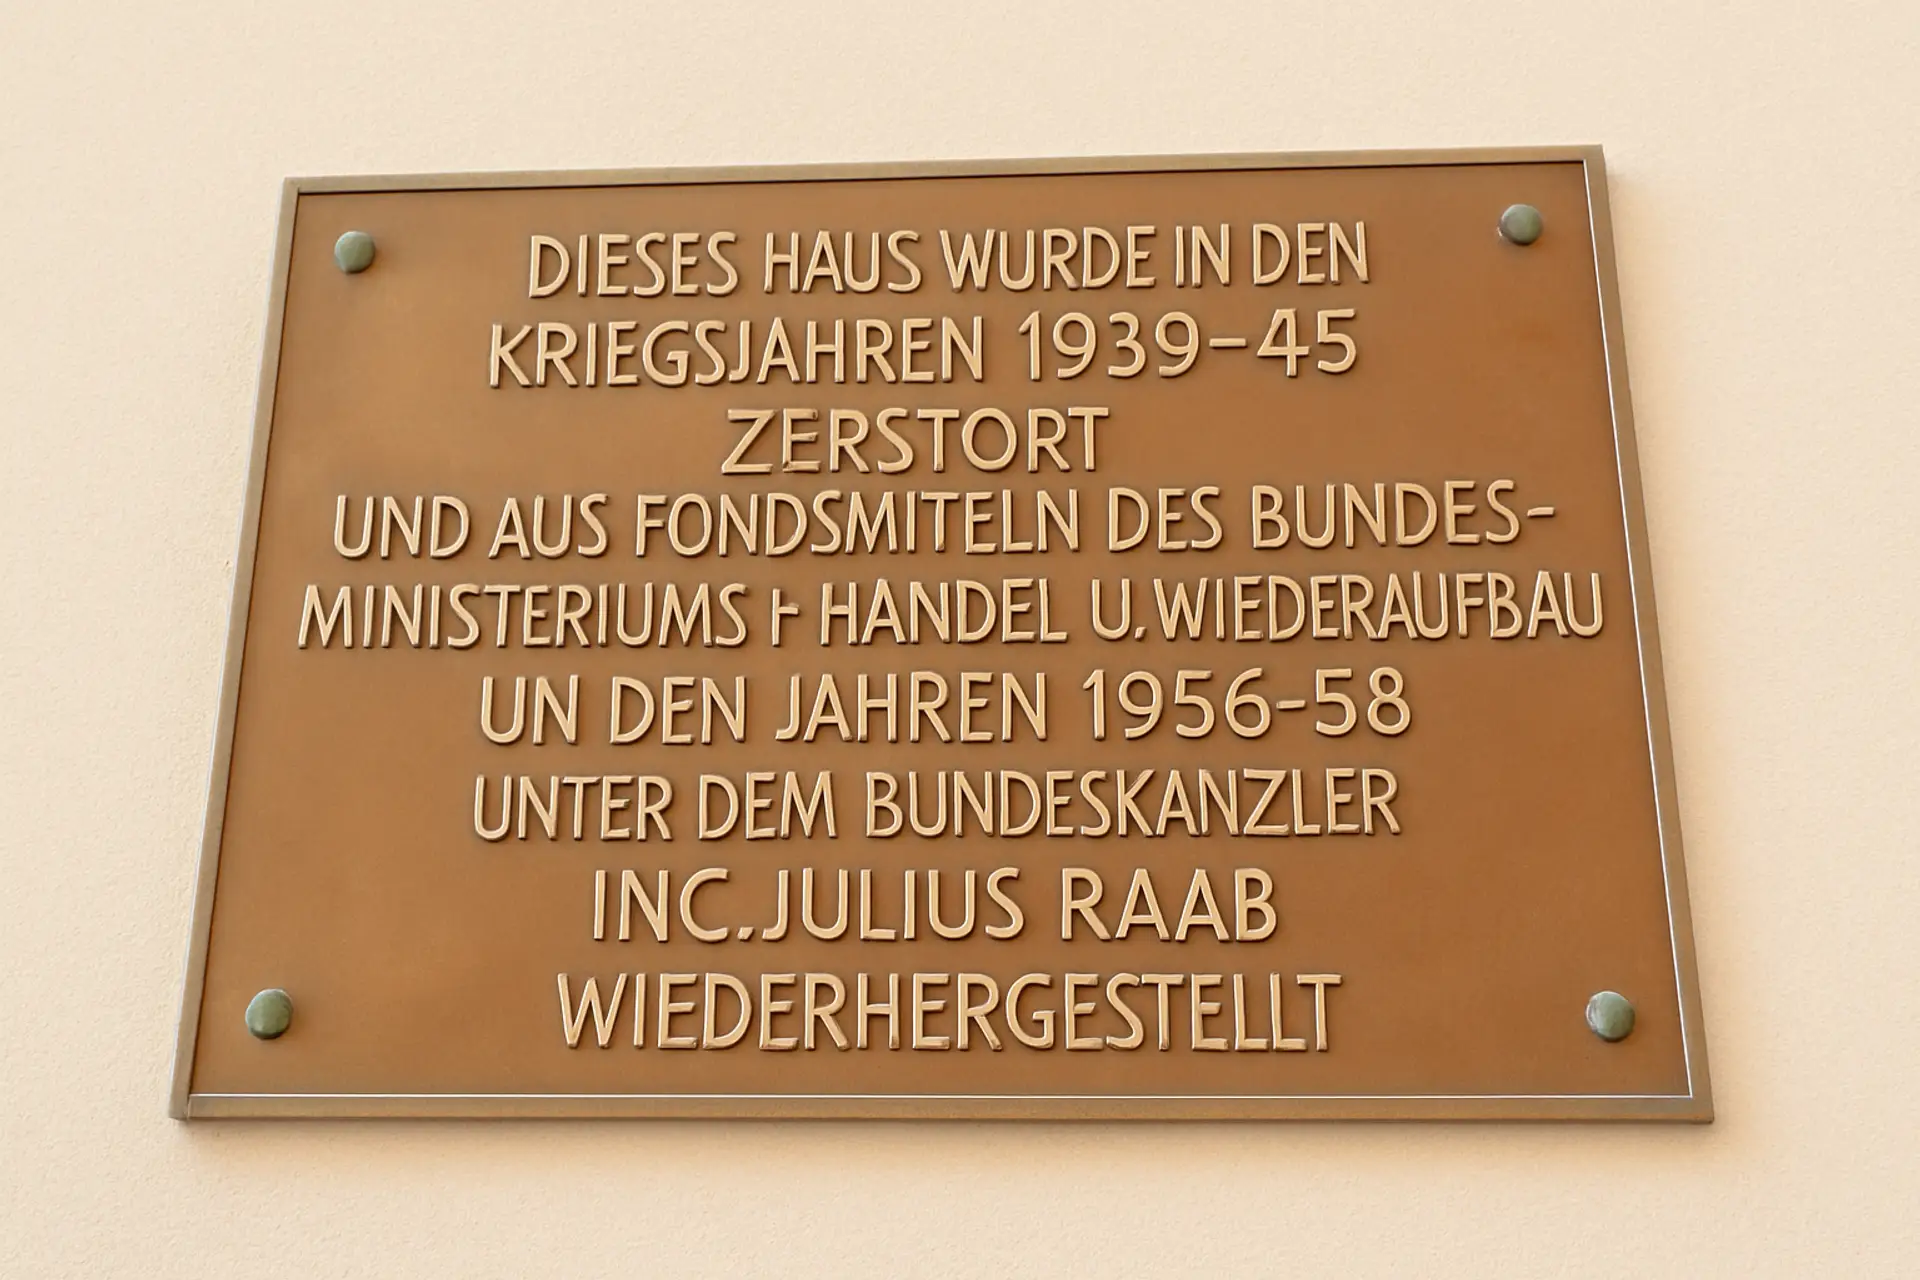 DIESES HAUS WURDE IN DEN
KRIEGSJAHREN 1939–45
ZERSTORT
UND AUS FONDSMITELN DES BUNDES-
MINISTERIUMS HANDEL U. WIEDERAUFBAU
UN DEN JAHREN 1956-58
UNTER DEM BUNDESKANZLER
INC. JULIUS RAAB
WIEDERHERGESTELLT